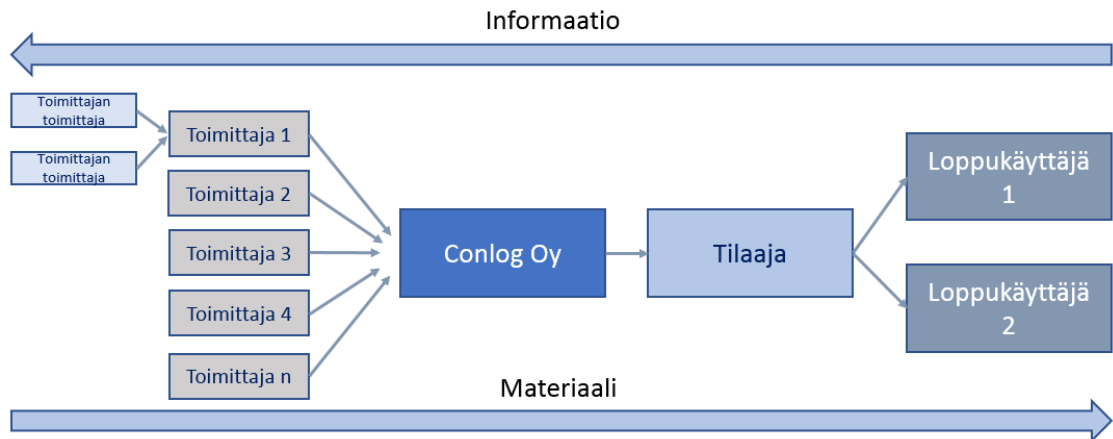 Informaatio
Toimittajan
toimittaja
Toimittajan
toimittaja
Toimittaja 1
Toimittaja 2
Toimittaja 3
Toimittaja 4
Toimittaja n
Conlog Oy
Tilaaja
Loppukäyttäjä
1
Loppukäyttäjä
2
Materiaali